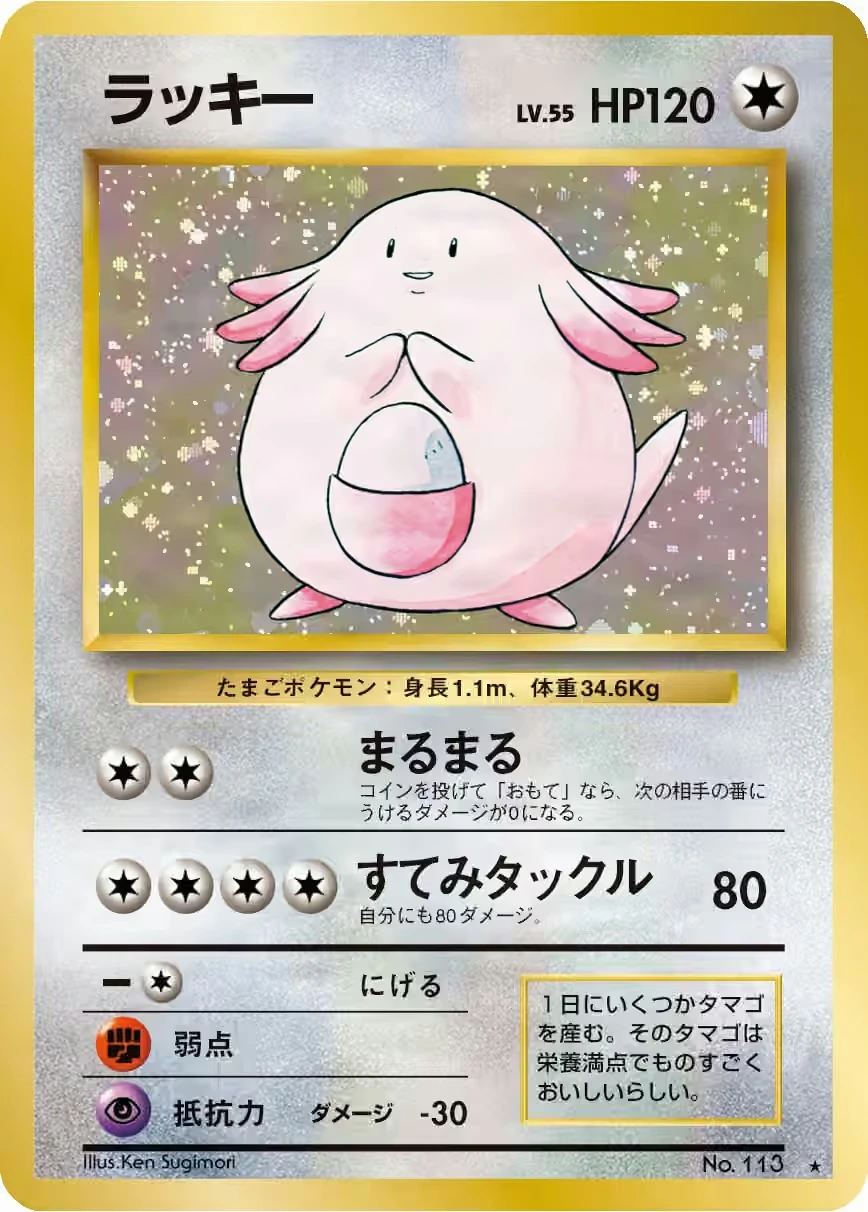 ラッキー
LV.55 HP120
たまごポケモン：身長1.1m、体重34.6Kg
まるまる
コインを投げて「おもて」なら、次の相手の番に
うけるダメージが0になる。
すてみタックル 80
自分にも80ダメージ。
ー にげる
弱点
抵抗力 ダメージ -30
１日にいくつかタマゴ
を産む。そのタマゴは
栄養満点でものすごく
おいしいらしい。
Illus.Ken Sugimori
No. 113 ★